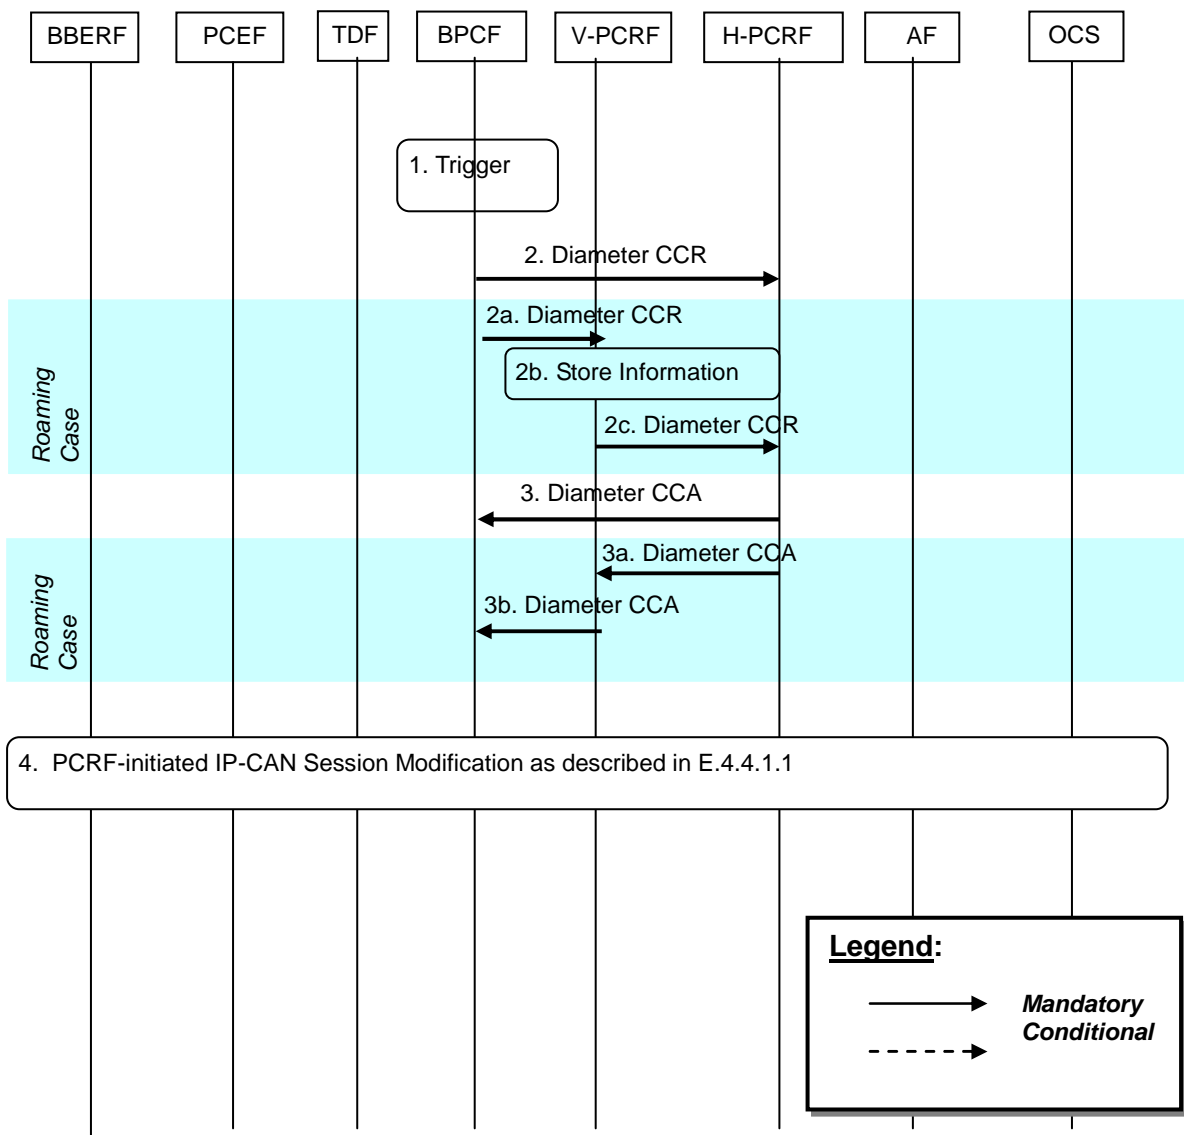 BBERF
PCEF
TDF
BPCF
V-PCRF
H-PCRF
AF
OCS
1. Trigger
2. Diameter CCR
Roaming
Case
2a. Diameter CCR
2b. Store Information
2c. Diameter CCR
3. Diameter CCA
Roaming
Case
3a. Diameter CCA
3b. Diameter CCA
4. PCRF-initiated IP-CAN Session Modification as described in E.4.4.1.1
Legend:
Mandatory
Conditional